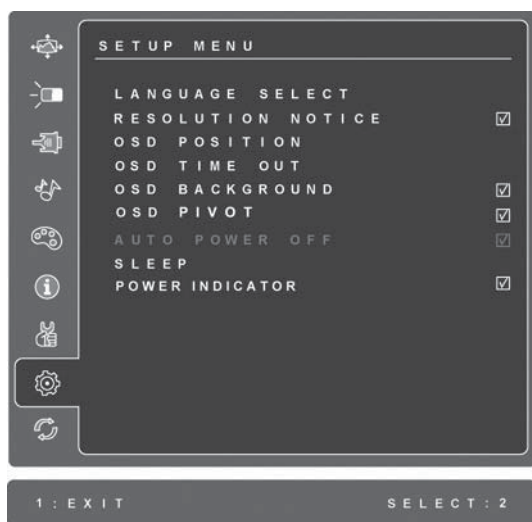 SETUP MENU
LANGUAGE SELECT
RESOLUTION NOTICE
OSD POSITION
OSD TIME OUT
OSD BACKGROUND
OSD PIVOT
AUTO POWER OFF
SLEEP
POWER INDICATOR
1:EXIT SELECT:2